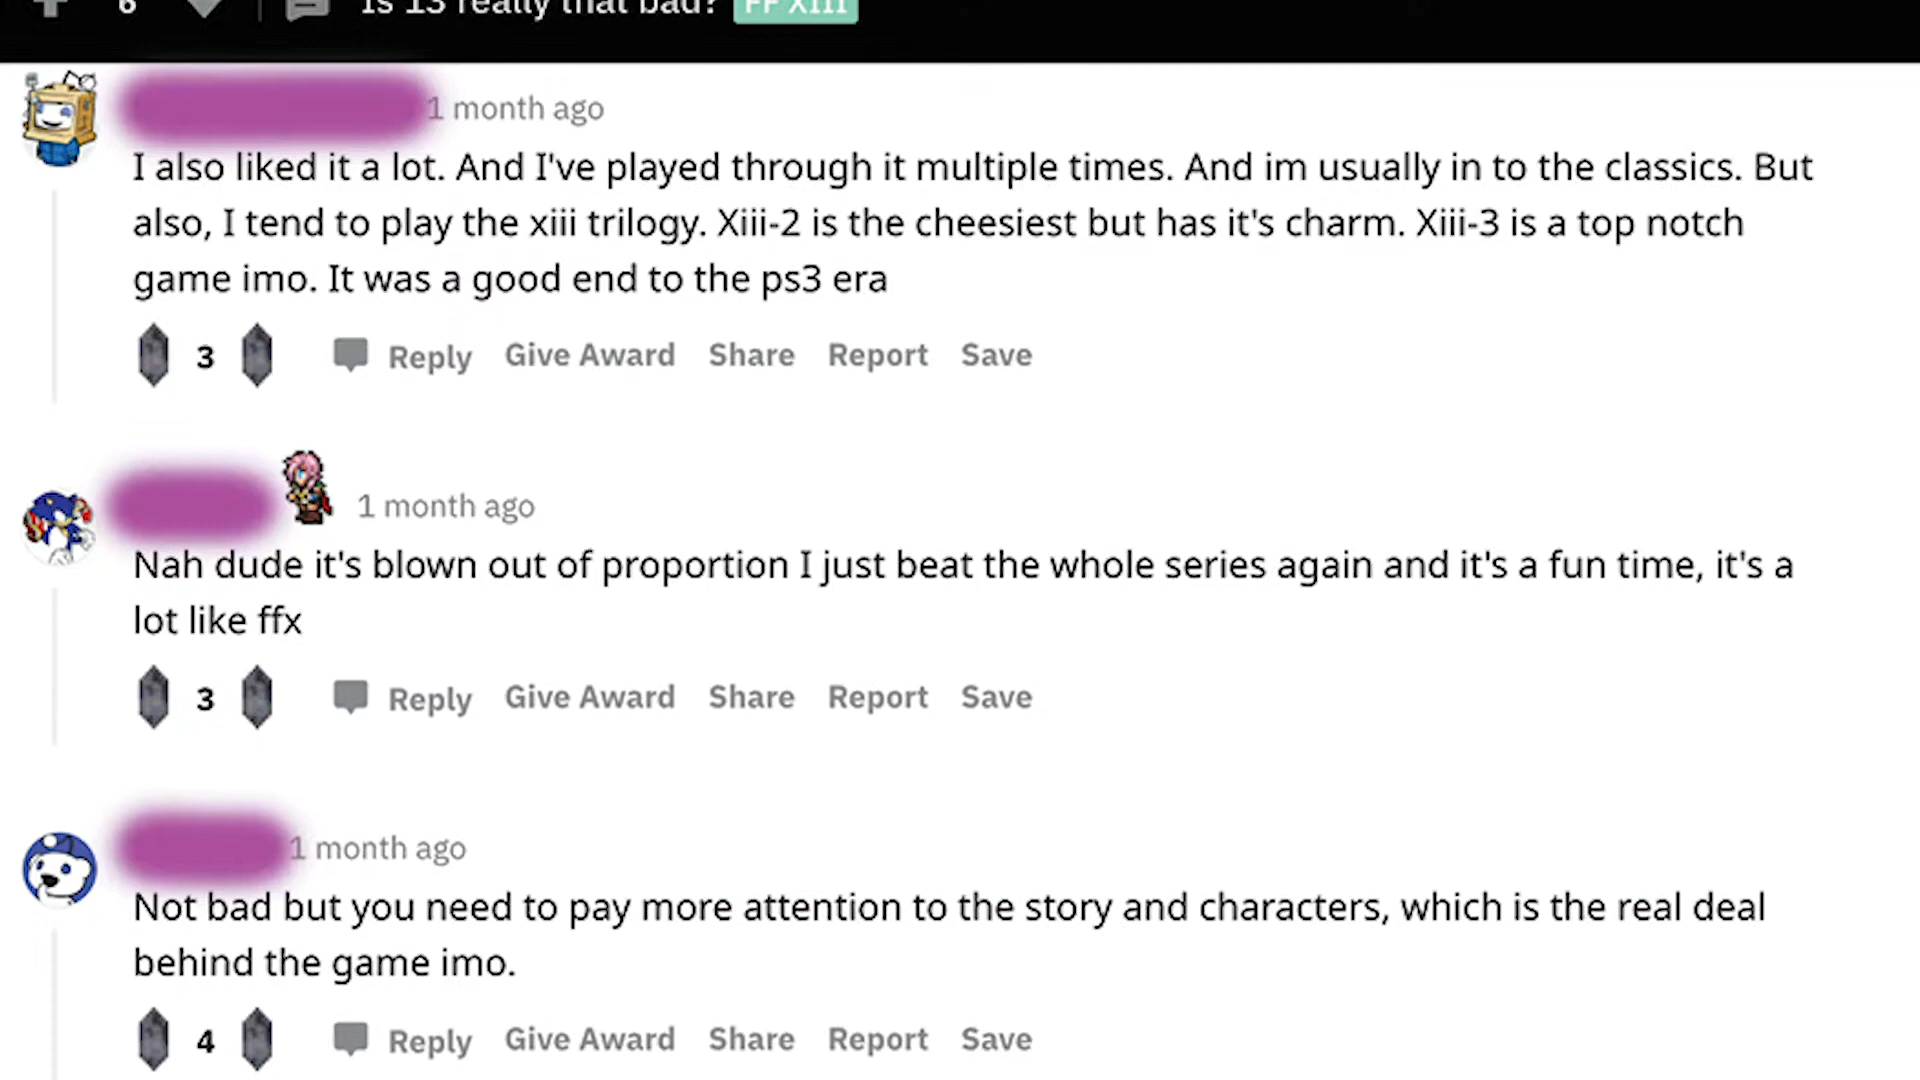 6 Is 13 really that bad? FF XIII
1 month ago
I also liked it a lot. And I've played through it multiple times. And im usually in to the classics. But
also, I tend to play the xiii trilogy. Xiii-2 is the cheesiest but has it's charm. Xiii-3 is a top notch
game imo. It was a good end to the ps3 era
3 Reply Give Award Share Report Save
1 month ago
Nah dude it's blown out of proportion I just beat the whole series again and it's a fun time, it's a
lot like ffx
3 Reply Give Award Share Report Save
1 month ago
Not bad but you need to pay more attention to the story and characters, which is the real deal
behind the game imo.
4 Reply Give Award Share Report Save